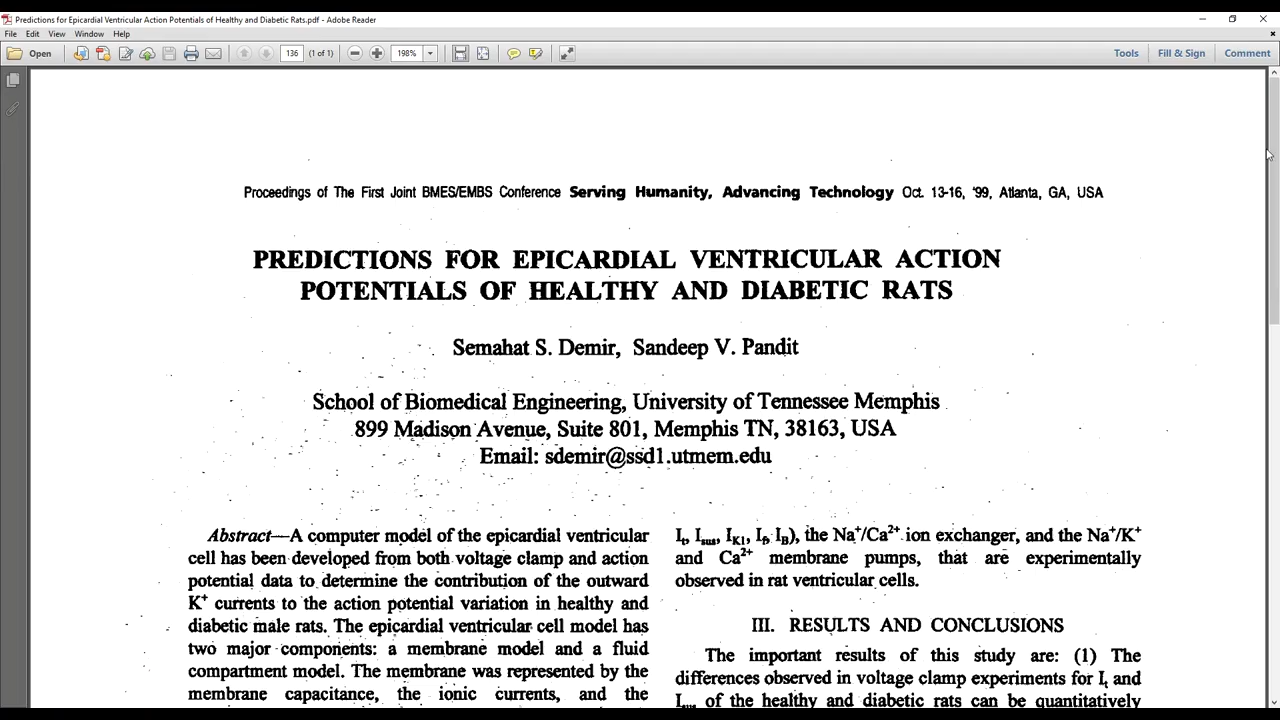 Predictions for Epicardial Ventricular Action Potentials of Healthy and Diabetic Rats.pdf - Adobe Reader
File Edit View Window Help
Open 136 (1 of 1) 198% Tools Fill & Sign Comment
Proceedings of The First Joint BMES/EMBS Conference Serving Humanity, Advancing Technology Oct. 13-16, '99, Atlanta, GA, USA
PREDICTIONS FOR EPICARDIAL VENTRICULAR ACTION
POTENTIALS OF HEALTHY AND DIABETIC RATS
Semahat S. Demir, Sandeep V. Pandit
School of Biomedical Engineering, University of Tennessee Memphis
899 Madison Avenue, Suite 801, Memphis TN, 38163, USA
Email: sdemir@ssd1.utmem.edu
Abstract—A computer model of the epicardial ventricular
cell has been developed from both voltage clamp and action
potential data to determine the contribution of the outward
K⁺ currents to the action potential variation in healthy and
diabetic male rats. The epicardial ventricular cell model has
two major components: a membrane model and a fluid
compartment model. The membrane was represented by the
membrane capacitance, the ionic currents, and the
It, Isus, IK1, If, IB), the Na⁺/Ca²⁺ ion exchanger, and the Na⁺/K⁺
and Ca²⁺ membrane pumps, that are experimentally
observed in rat ventricular cells.
III. RESULTS AND CONCLUSIONS
The important results of this study are: (1) The
differences observed in voltage clamp experiments for It and
Isus of the healthy and diabetic rats can be quantitatively